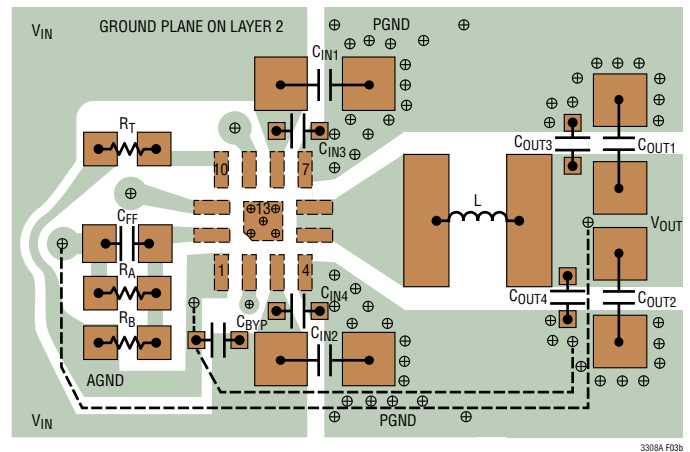 GROUND PLANE ON LAYER 2
PGND
VIN
CIN1
RT
CIN3
COUT3
COUT1
10
7
L
13
CFF
VOUT
RA
1
4
COUT4
COUT2
RB
CBYP
CIN4
CIN2
AGND
VIN
PGND
3308A F03b